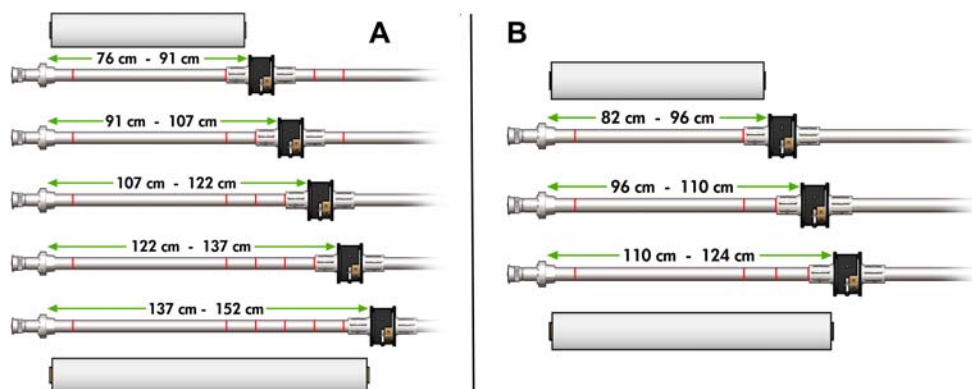 A
76 cm - 91 cm
91 cm - 107 cm
107 cm - 122 cm
122 cm - 137 cm
137 cm - 152 cm
B
82 cm - 96 cm
96 cm - 110 cm
110 cm - 124 cm